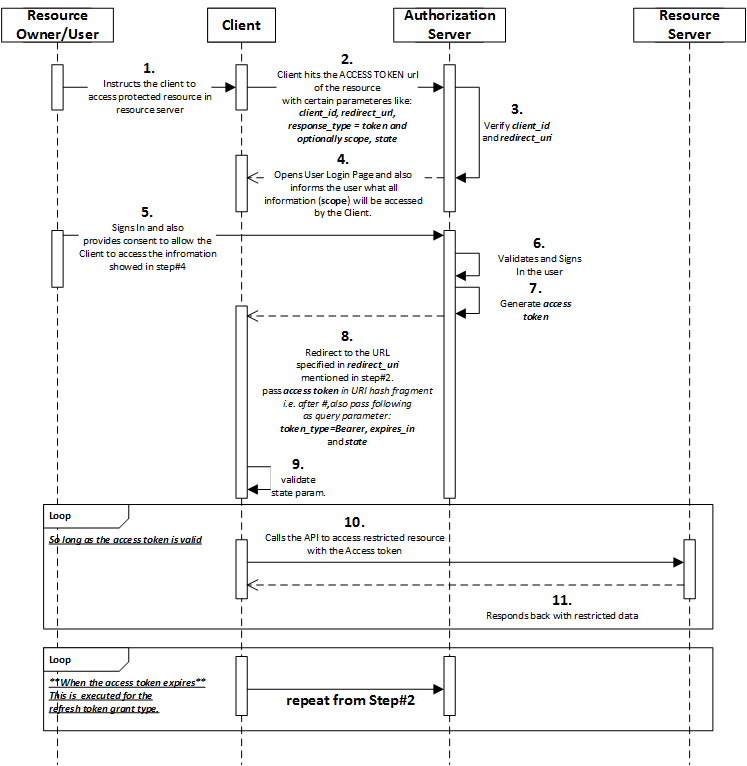 Resource
Owner/User
Client
Authorization
Server
Resource
Server
1.
Instructs the client to
access protected resource in
resource server
2.
Client hits the ACCESS TOKEN url
of the resource
with certain parameteres like:
client_id, redirect_url,
response_type = token and
optionally scope, state
3.
Verify client_id
and redirect_uri
4.
Opens User Login Page and also
informs the user what all
information (scope) will be accessed
by the Client.
5.
Signs In and also
provides consent to allow the
Client to access the infromation
showed in step#4
6.
Validates and Signs
In the user
7.
Generate access
token
8.
Redirect to the URL
specified in redirect_uri
mentioned in step#2.
pass access token in URI hash fragment
i.e. after #,also pass following
as query parameter:
token_type=Bearer, expires_in
and state
9.
validate
state param.
Loop
So long as the access token is valid
10.
Calls the API to access restricted resource
with the Access token
11.
Responds back with restricted data
Loop
**When the access token expires**
This is executed for the
refresh token grant type.
repeat from Step#2